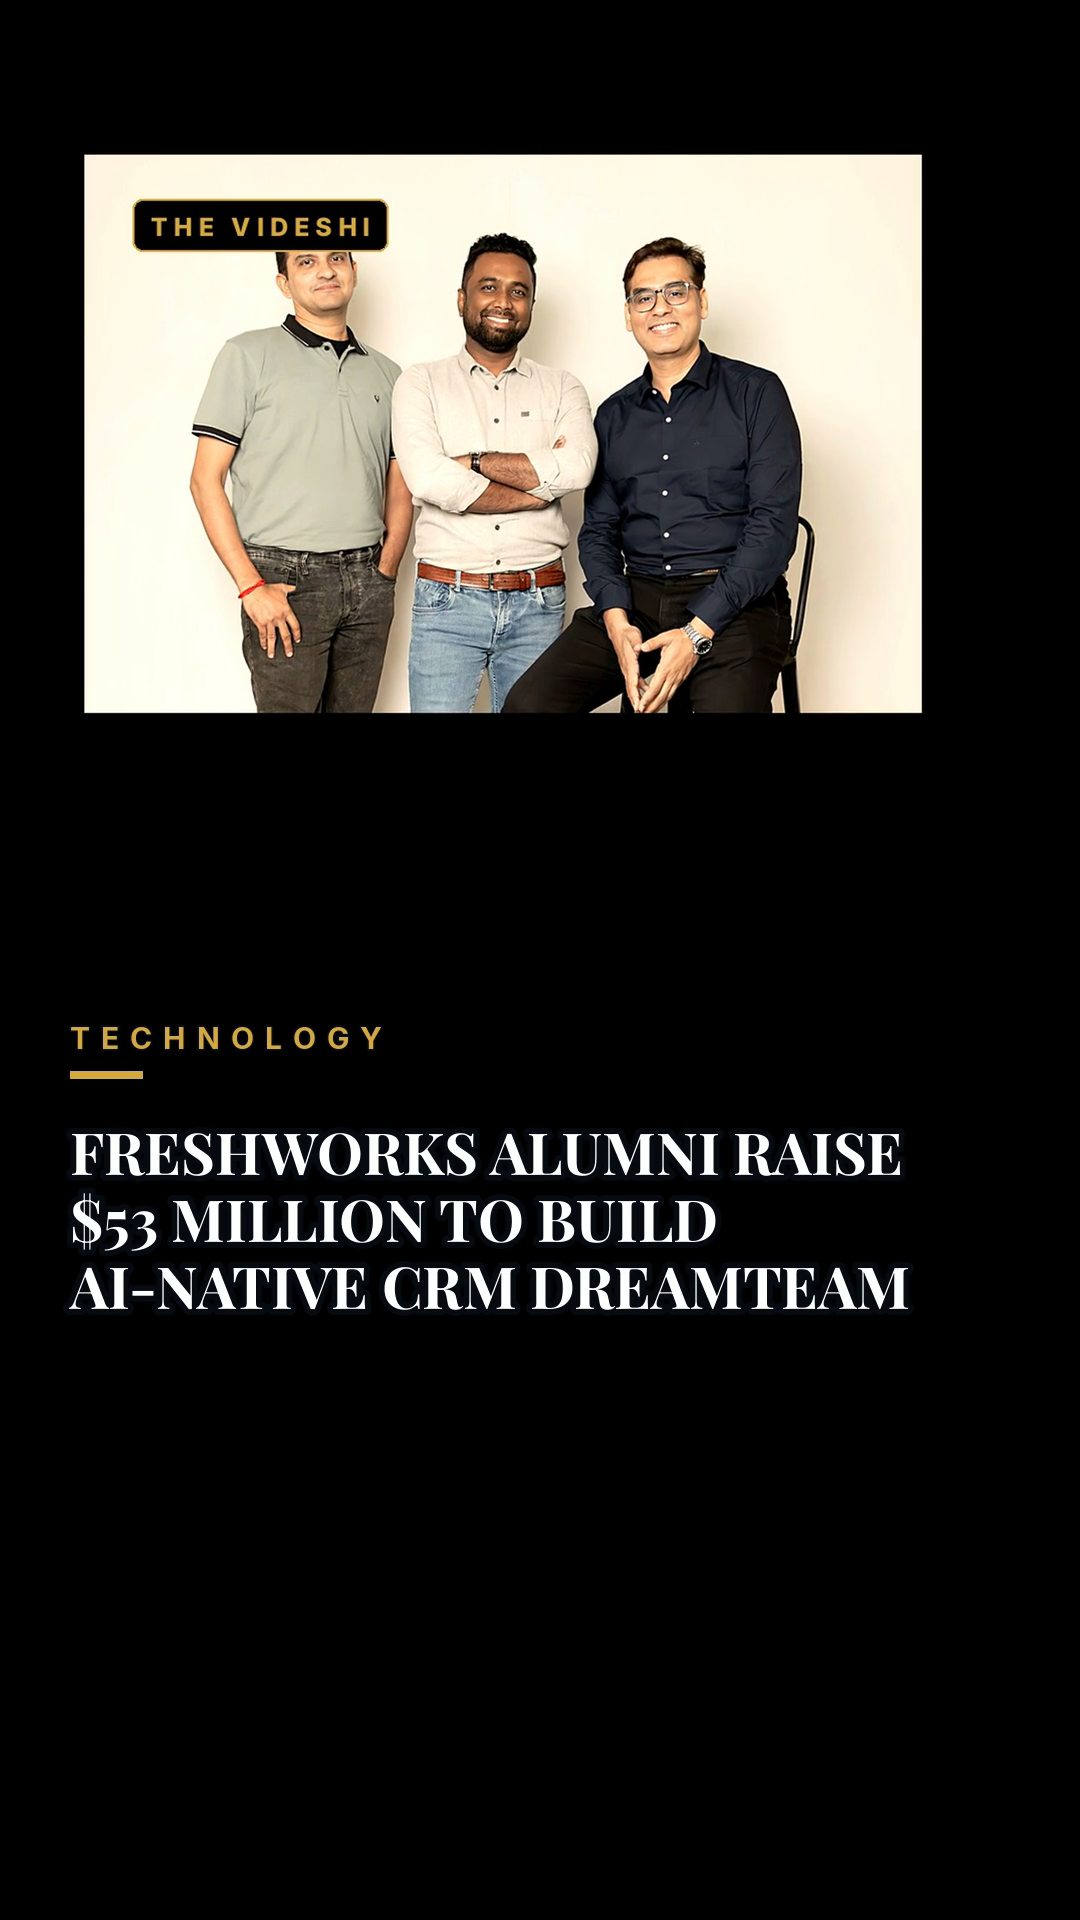 THE VIDESHI
TECHNOLOGY
FRESHWORKS ALUMNI RAISE
$53 MILLION TO BUILD
AI-NATIVE CRM DREAMTEAM